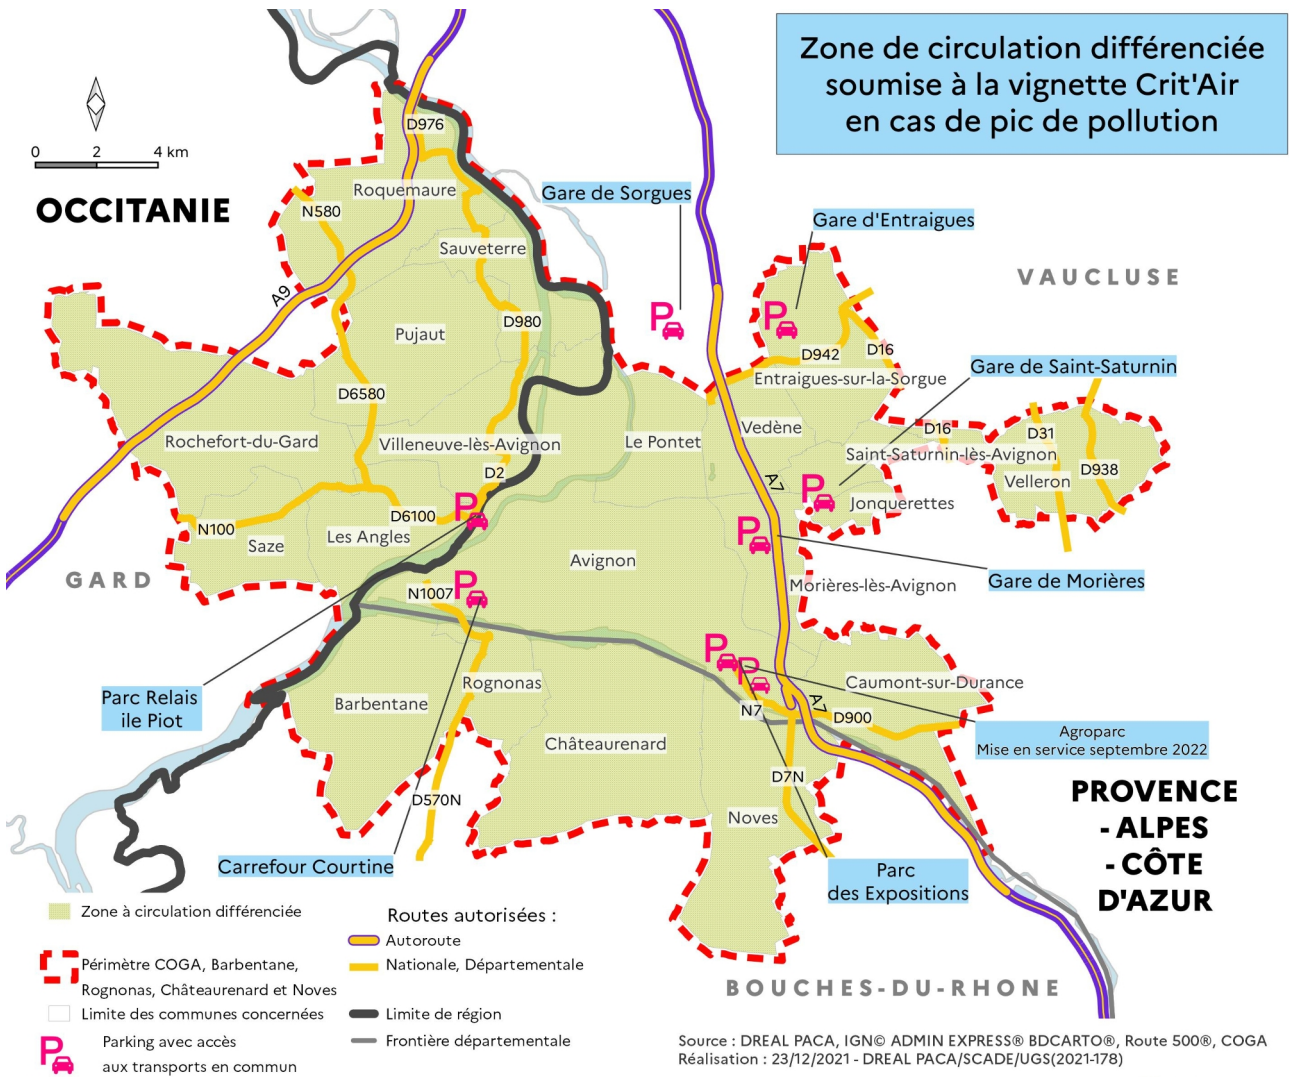 Zone de circulation différenciée
soumise à la vignette Crit'Air
en cas de pic de pollution
0 2 4 km
OCCITANIE
D976
Roquemaure
N580
Sauveterre
Gare de Sorgues
Gare d'Entraigues
VAUCLUSE
A9
Pujaut
D980
P
P
D942
D16
Gare de Saint-Saturnin
Entraigues-sur-la-Sorgue
D6580
Rochefort-du-Gard
Villeneuve-lès-Avignon
Le Pontet
Vedène
D16
D31
Saint-Saturnin-lès-Avignon
D938
Velleron
D2
A7
P
Jonquerettes
P
N100
D6100
Saze
Les Angles
P
Avignon
GARD
Gare de Morières
Morières-lès-Avignon
N1007
P
P
P
Parc Relais
ile Piot
Barbentane
Rognonas
Caumont-sur-Durance
A7
N7
D900
Châteaurenard
Agroparc
Mise en service septembre 2022
D7N
D570N
Noves
PROVENCE
- ALPES
- CÔTE
D'AZUR
Carrefour Courtine
Parc
des Expositions
BOUCHES-DU-RHONE
Zone à circulation différenciée
Périmètre COGA, Barbentane,
Rognonas, Châteaurenard et Noves
Limite des communes concernées
P
Parking avec accès
aux transports en commun
Routes autorisées :
Autoroute
Nationale, Départementale
Limite de région
Frontière départementale
Source : DREAL PACA, IGN© ADMIN EXPRESS® BDCARTO®, Route 500®, COGA
Réalisation : 23/12/2021 - DREAL PACA/SCADE/UGS(2021-178)